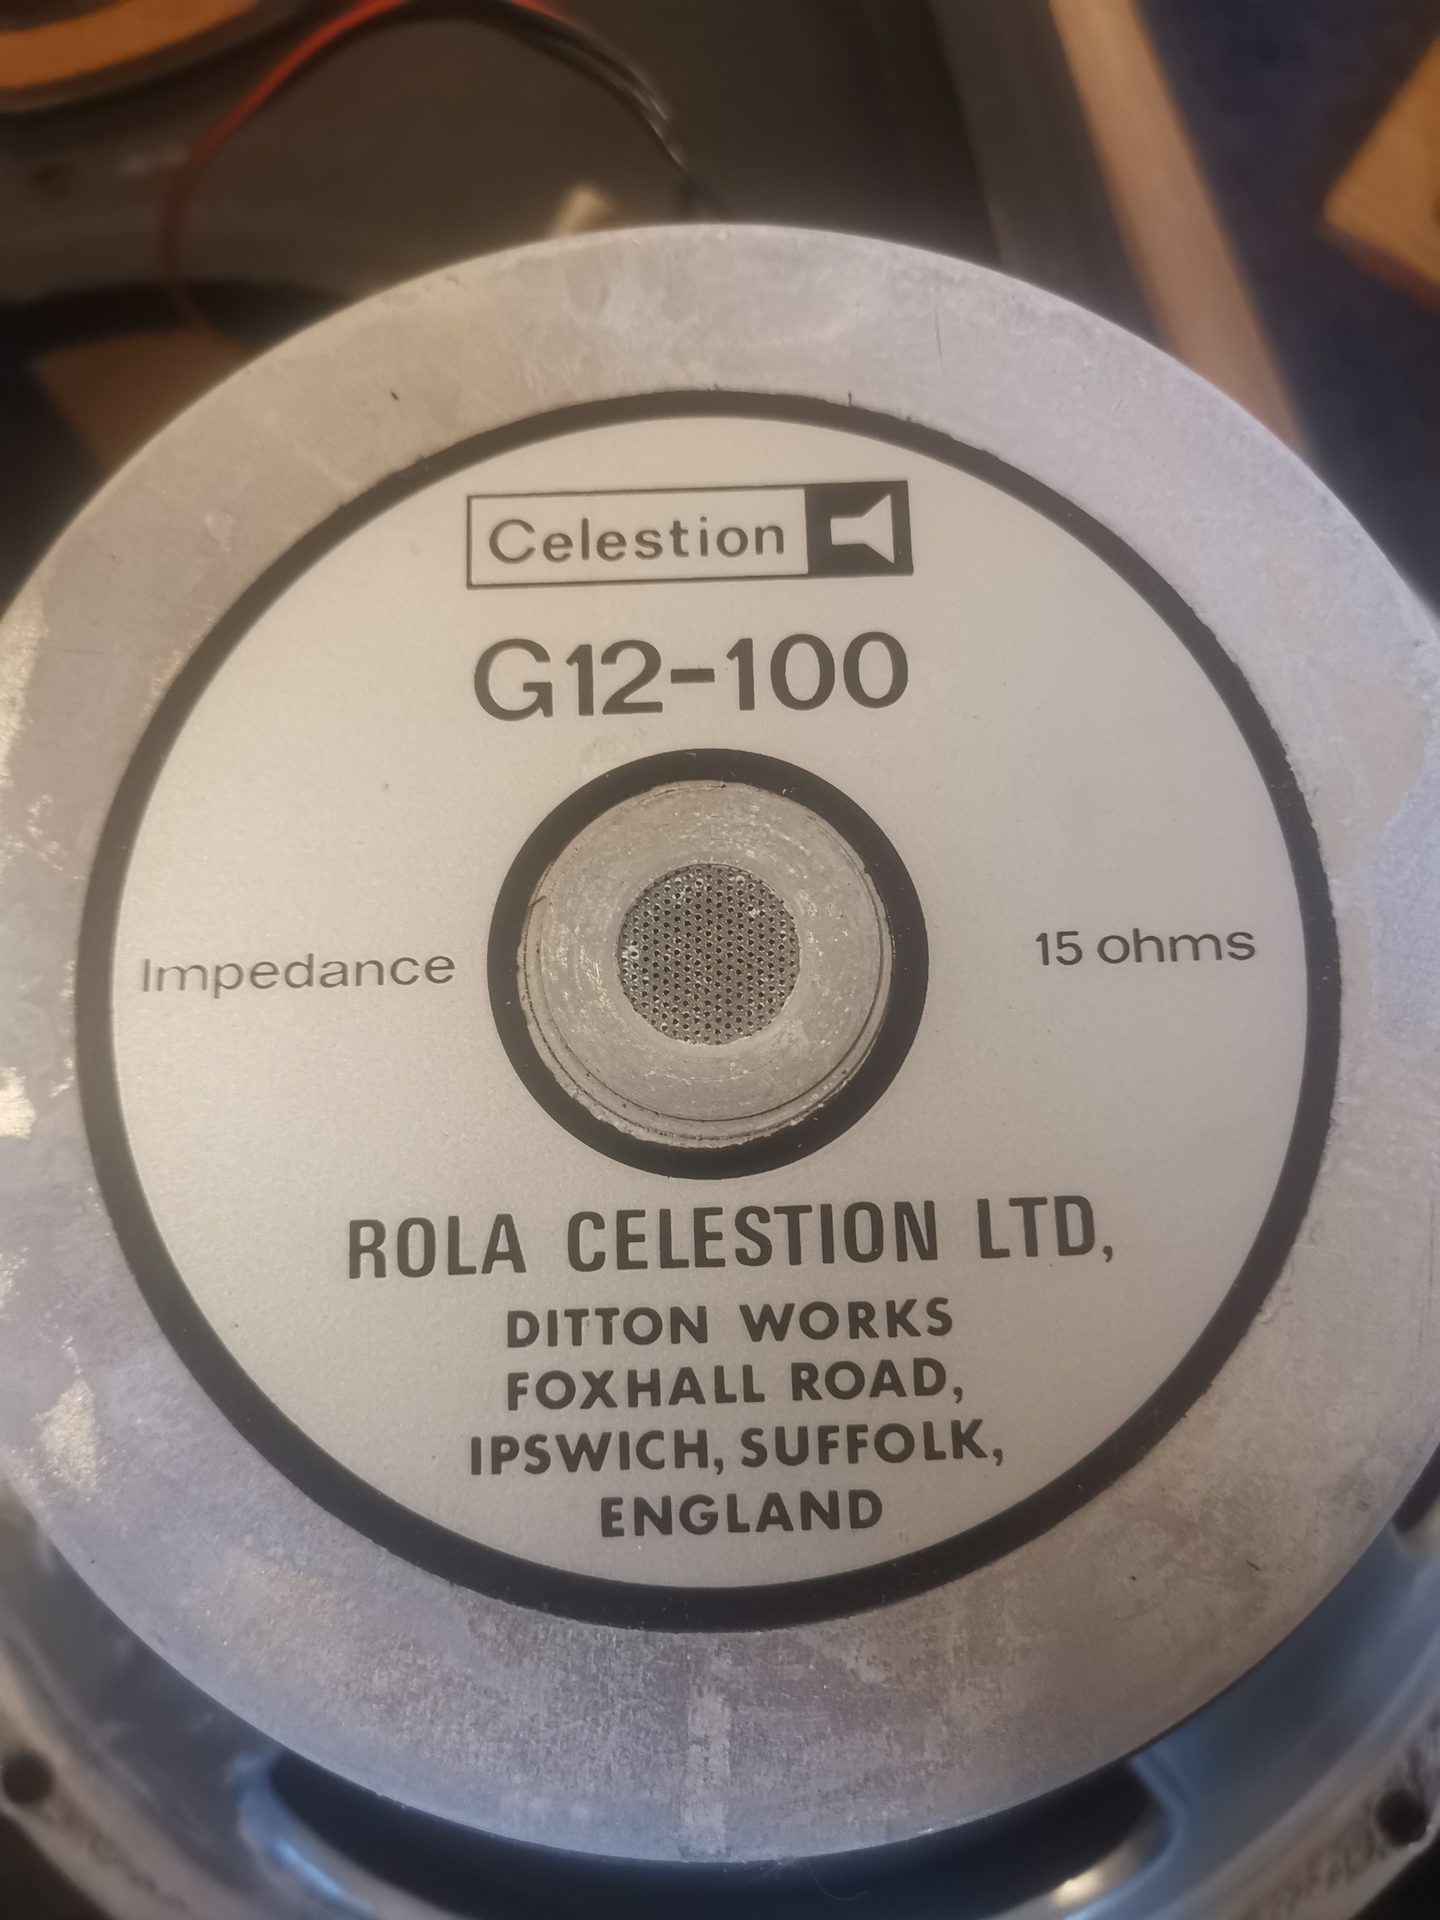 Celestion
G12-100
Impedance 15 ohms
ROLA CELESTION LTD,
DITTON WORKS
FOXHALL ROAD,
IPSWICH, SUFFOLK,
ENGLAND